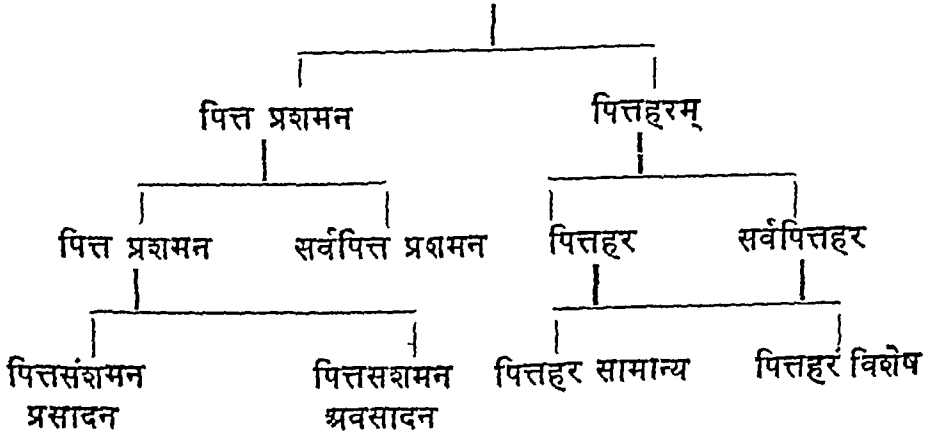 पित्त प्रशमन पित्तहरम्
पित्त प्रशमन सर्वपित्त प्रशमन पित्तहर सर्वपित्तहर
पित्तसंशमन पित्तसशमन पित्तहर सामान्य पित्तहरं विशेष
प्रसादन अवसादन